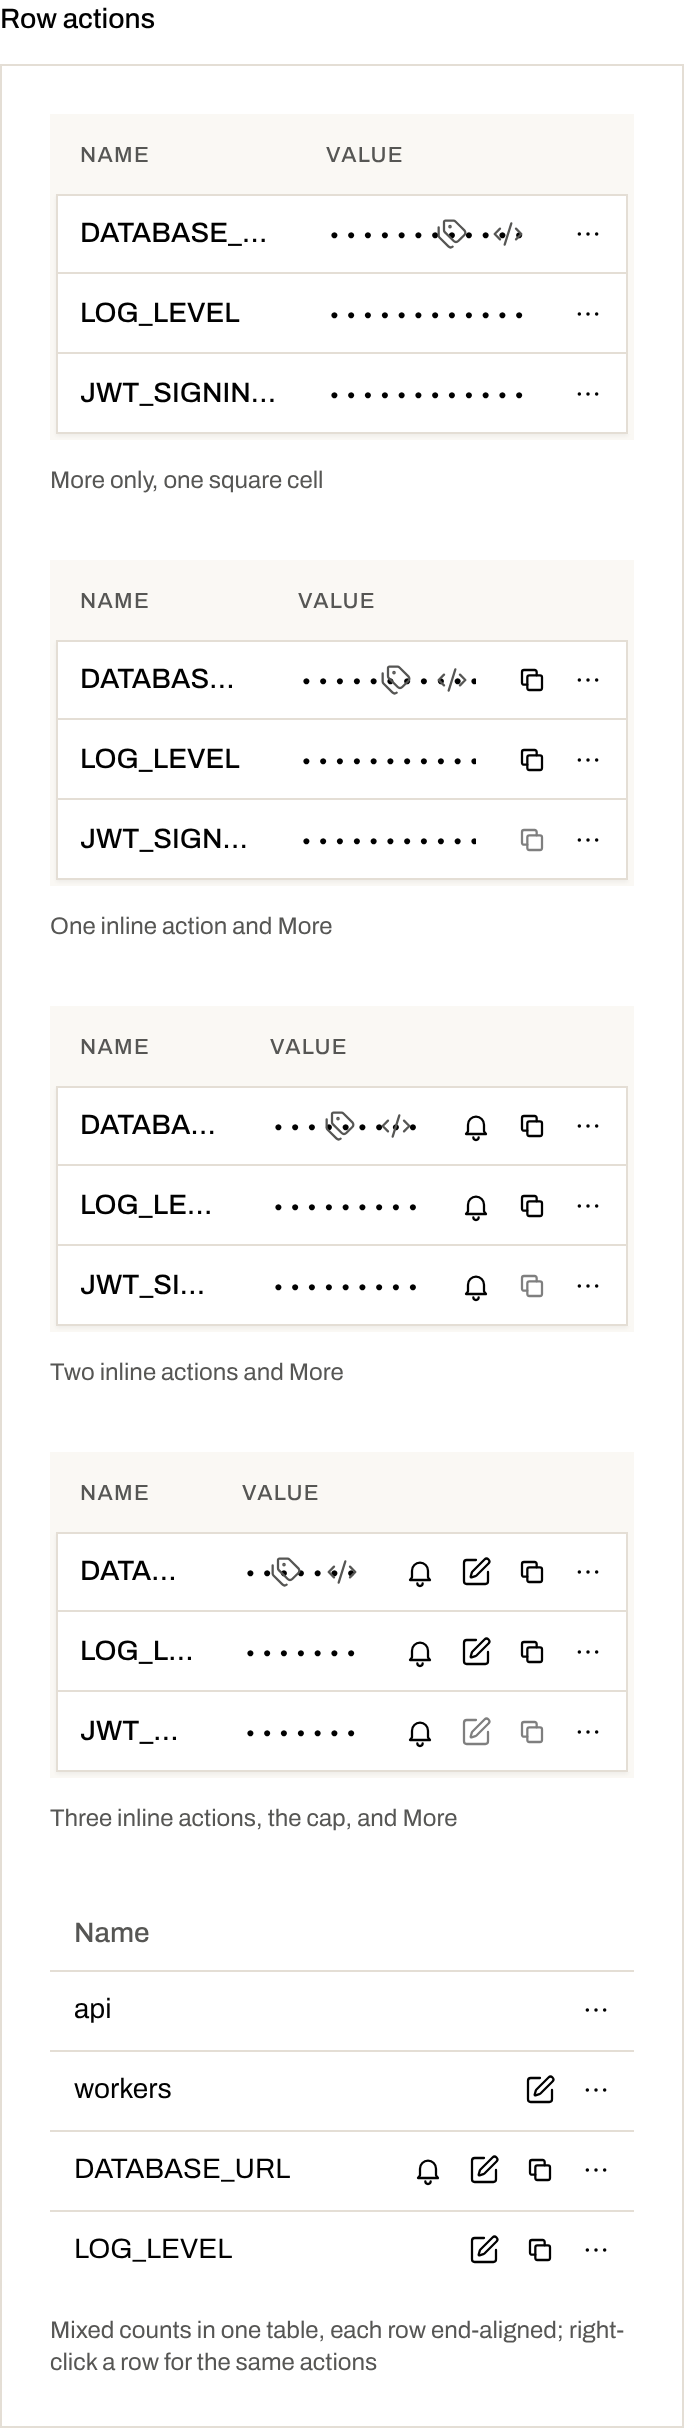 Row actions
NAME VALUE
DATABASE_... ••••••••••••
LOG_LEVEL ••••••••••••
JWT_SIGNIN... ••••••••••••
More only, one square cell
NAME VALUE
DATABAS... •••••••••••
LOG_LEVEL •••••••••••
JWT_SIGN... •••••••••••
One inline action and More
NAME VALUE
DATABA... •••••••••
LOG_LE... •••••••••
JWT_SI... •••••••••
Two inline actions and More
NAME VALUE
DATA... •••••••
LOG_L... •••••••
JWT_... •••••••
Three inline actions, the cap, and More
Name
api
workers
DATABASE_URL
LOG_LEVEL
Mixed counts in one table, each row end-aligned; right-
click a row for the same actions